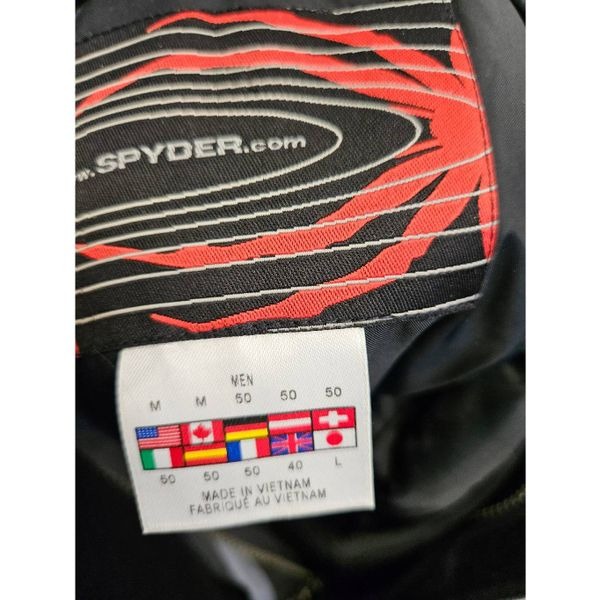 w.SPYDER.com
MEN
M M 50 50 50
50 50 50 40 L
MADE IN VIETNAM
FABRIQUÉ AU VIETNAM